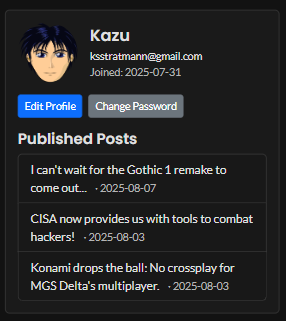 Kazu
ksstratmann@gmail.com
Joined: 2025-07-31
Edit Profile
Change Password
Published Posts
I can't wait for the Gothic 1 remake to
come out... · 2025-08-07
CISA now provides us with tools to combat
hackers! · 2025-08-03
Konami drops the ball: No crossplay for
MGS Delta's multiplayer. · 2025-08-03